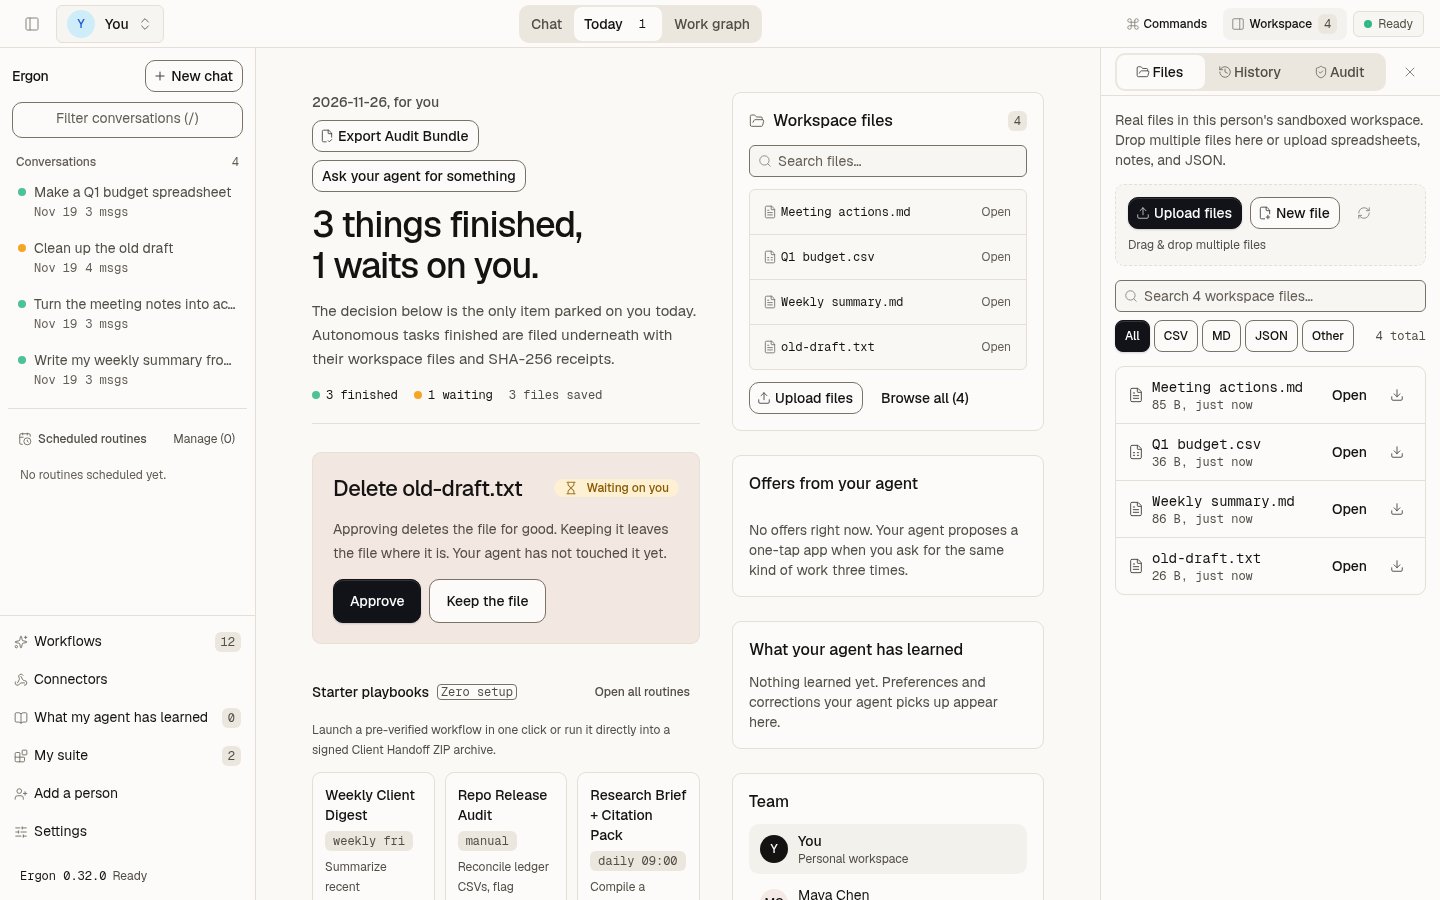 Y You
Chat Today 1 Work graph
Commands
Workspace 4
Ready
Ergon
New chat
Filter conversations (/)
Conversations 4
Make a Q1 budget spreadsheet
Nov 19 3 msgs
Clean up the old draft
Nov 19 4 msgs
Turn the meeting notes into ac…
Nov 19 3 msgs
Write my weekly summary fro…
Nov 19 3 msgs
Scheduled routines Manage (0)
No routines scheduled yet.
Workflows 12
Connectors
What my agent has learned 0
My suite 2
Add a person
Settings
Ergon 0.32.0 Ready
2026-11-26, for you
Export Audit Bundle
Ask your agent for something
3 things finished,
1 waits on you.
The decision below is the only item parked on you today.
Autonomous tasks finished are filed underneath with
their workspace files and SHA-256 receipts.
3 finished 1 waiting 3 files saved
Delete old-draft.txt Waiting on you
Approving deletes the file for good. Keeping it leaves
the file where it is. Your agent has not touched it yet.
Approve Keep the file
Starter playbooks Zero setup Open all routines
Launch a pre-verified workflow in one click or run it directly into a
signed Client Handoff ZIP archive.
Weekly Client
Digest
weekly fri
Summarize
recent
Repo Release
Audit
manual
Reconcile ledger
CSVs, flag
Research Brief
+ Citation
Pack
daily 09:00
Compile a
Workspace files 4
Search files…
Meeting actions.md Open
Q1 budget.csv Open
Weekly summary.md Open
old-draft.txt Open
Upload files Browse all (4)
Offers from your agent
No offers right now. Your agent proposes a
one-tap app when you ask for the same
kind of work three times.
What your agent has learned
Nothing learned yet. Preferences and
corrections your agent picks up appear
here.
Team
Y You
Personal workspace
Maya Chen
Files History Audit
Real files in this person's sandboxed workspace.
Drop multiple files here or upload spreadsheets,
notes, and JSON.
Upload files New file
Drag & drop multiple files
Search 4 workspace files…
All CSV MD JSON Other 4 total
Meeting actions.md
85 B, just now
Open
Q1 budget.csv
36 B, just now
Open
Weekly summary.md
86 B, just now
Open
old-draft.txt
26 B, just now
Open